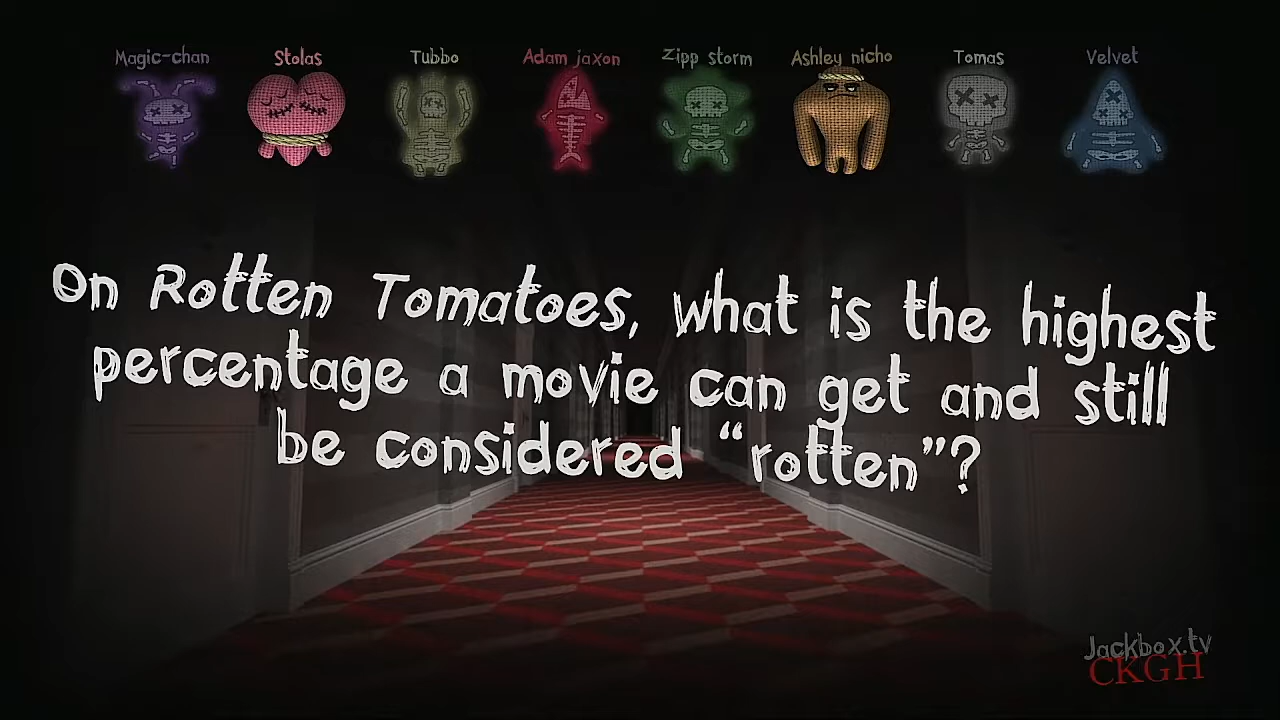 Magic-chan Stolas Tubbo Adam jaxon Zipp storm Ashley nicho Tomas Velvet
On Rotten Tomatoes, what is the highest
percentage a movie can get and still
be considered “rotten”?
Jackbox.tv
CKGH